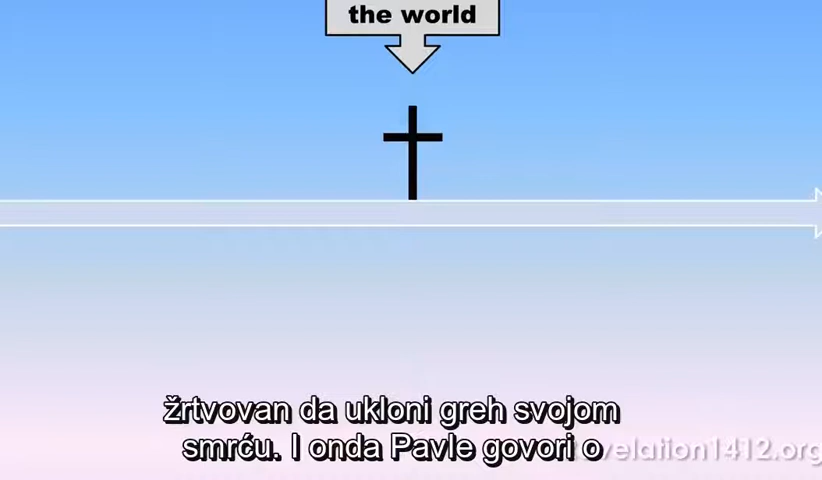 the world
žrtvovan da ukloni greh svojom
smrću. I onda Pavle govori o
velation1412.org